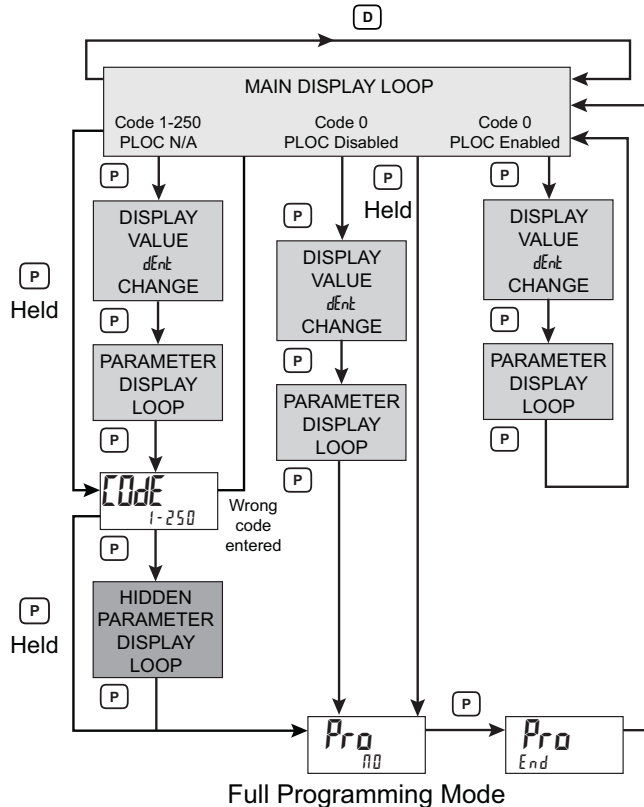 D
MAIN DISPLAY LOOP
Code 1-250
PLOC N/A
Code 0
PLOC Disabled
Code 0
PLOC Enabled
P
P
Held
P
P
DISPLAY
VALUE
dEnt
CHANGE
P
Held
DISPLAY
VALUE
dEnt
CHANGE
DISPLAY
VALUE
dEnt
CHANGE
P
P
P
PARAMETER
DISPLAY
LOOP
PARAMETER
DISPLAY
LOOP
PARAMETER
DISPLAY
LOOP
P
P
P
COdE
1-250
Wrong
code
entered
P
P
Held
HIDDEN
PARAMETER
DISPLAY
LOOP
P
Pro
NO
P
Pro
End
Full Programming Mode